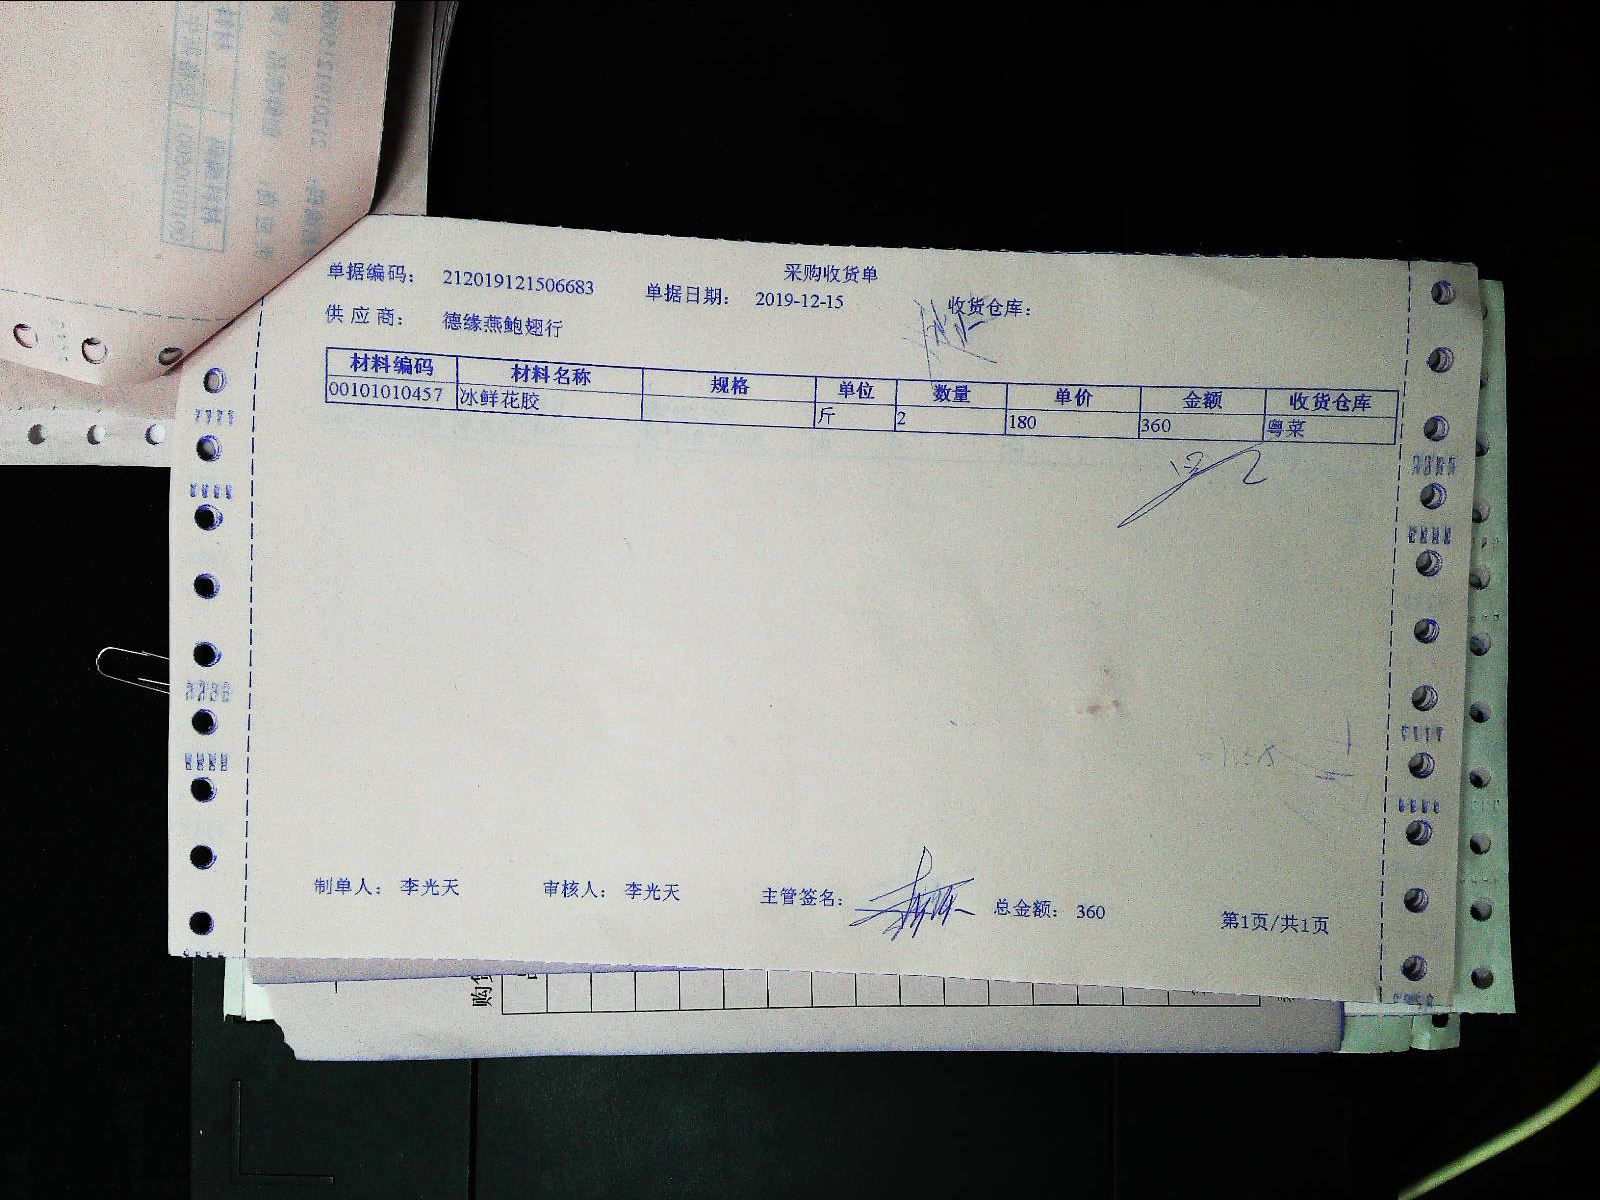 采购收货单
单据编码： 212019121506683 单据日期： 2019-12-15 收货仓库：
供 应 商： 德缘燕鲍翅行
材料编码 材料名称 规格 单位 数量 单价 金额 收货仓库
00101010457 冰鲜花胶 斤 2 180 360 粤菜
制单人： 李光天 审核人： 李光天 主管签名： 总金额： 360 第1页/共1页
购